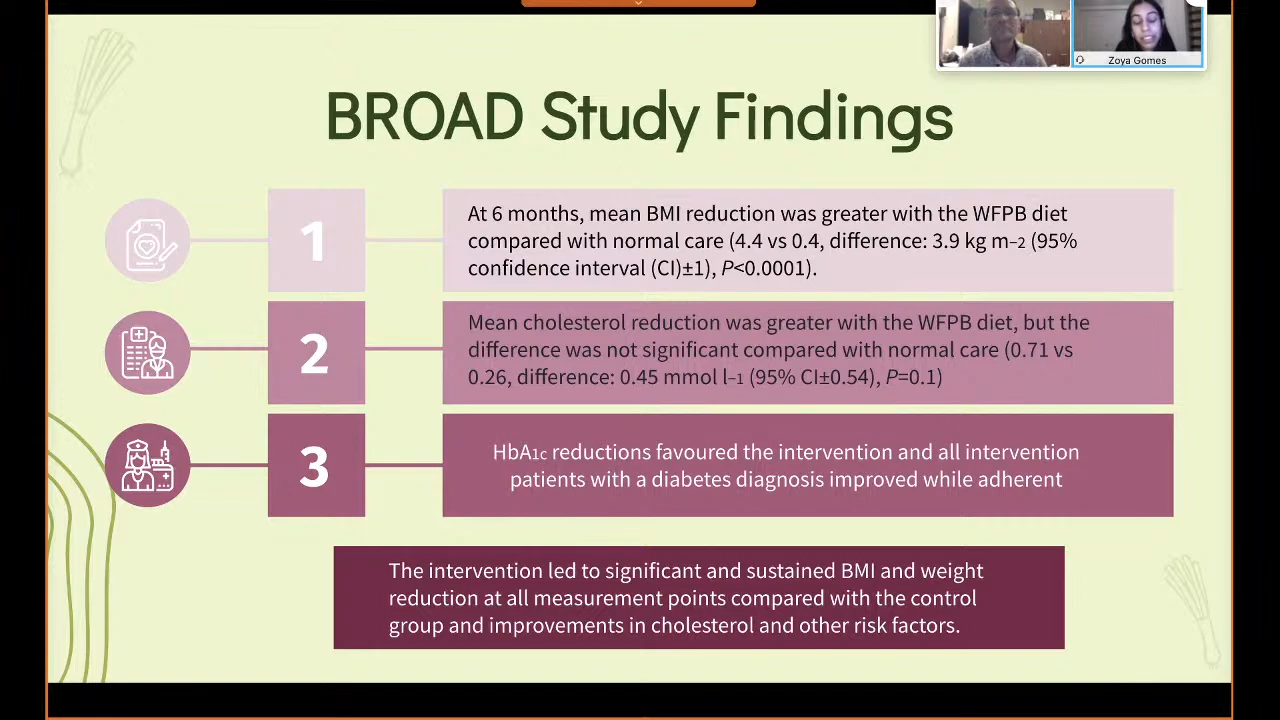 Zoya Gomes
BROAD Study Findings
1
At 6 months, mean BMI reduction was greater with the WFPB diet
compared with normal care (4.4 vs 0.4, difference: 3.9 kg m−2 (95%
confidence interval (CI)±1), P<0.0001).
2
Mean cholesterol reduction was greater with the WFPB diet, but the
difference was not significant compared with normal care (0.71 vs
0.26, difference: 0.45 mmol l−1 (95% CI±0.54), P=0.1)
3
HbA1c reductions favoured the intervention and all intervention
patients with a diabetes diagnosis improved while adherent
The intervention led to significant and sustained BMI and weight
reduction at all measurement points compared with the control
group and improvements in cholesterol and other risk factors.